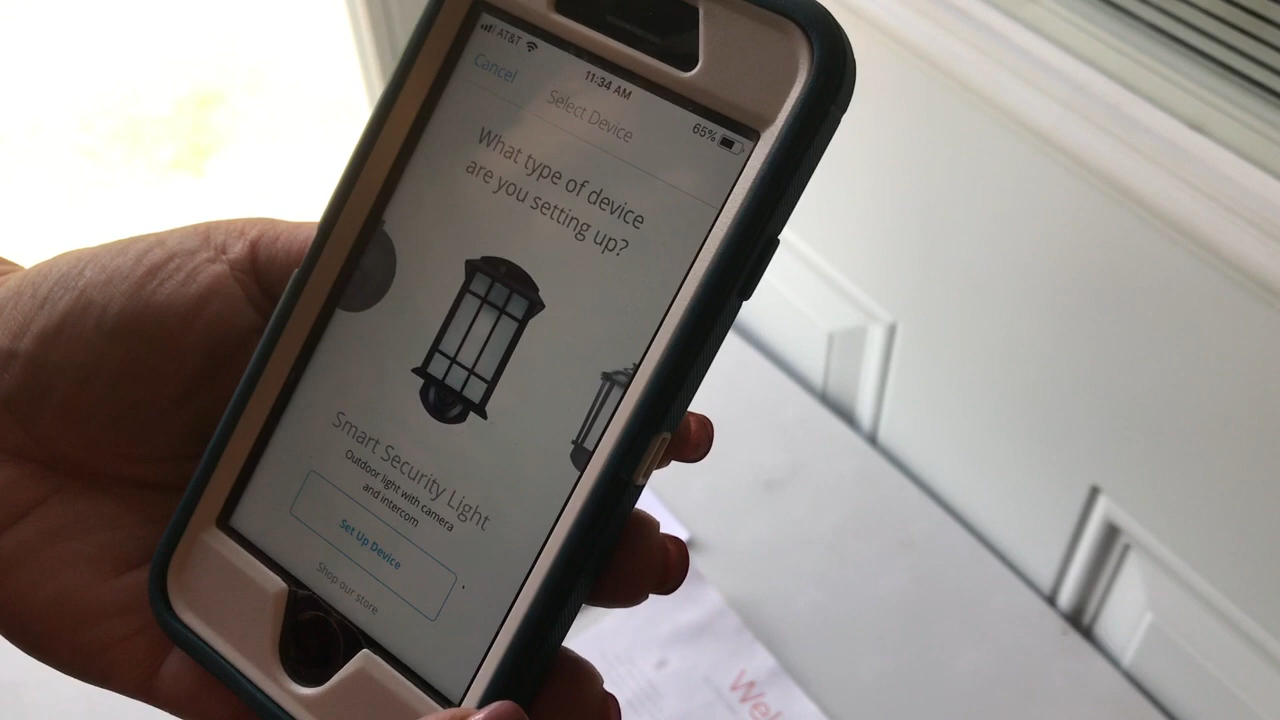 AT&T
11:34 AM
65%
Cancel
Select Device
What type of device
are you setting up?
Smart Security Light
Outdoor light with camera
and intercom
Set Up Device
Shop our store